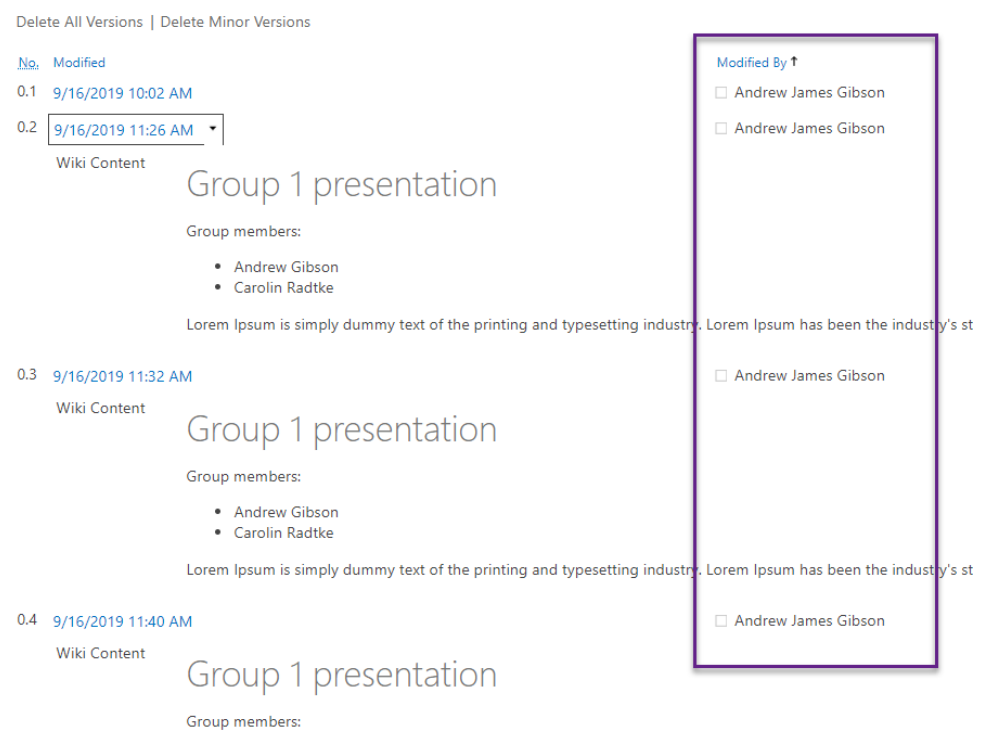 Delete All Versions | Delete Minor Versions
No. Modified Modified By
0.1 9/16/2019 10:02 AM Andrew James Gibson
0.2 9/16/2019 11:26 AM Andrew James Gibson
Wiki Content
Group 1 presentation
Group members:
• Andrew Gibson
• Carolin Radtke
Lorem Ipsum is simply dummy text of the printing and typesetting industry. Lorem Ipsum has been the industry's st
0.3 9/16/2019 11:32 AM Andrew James Gibson
Wiki Content
Group 1 presentation
Group members:
• Andrew Gibson
• Carolin Radtke
Lorem Ipsum is simply dummy text of the printing and typesetting industry. Lorem Ipsum has been the industry's st
0.4 9/16/2019 11:40 AM Andrew James Gibson
Wiki Content
Group 1 presentation
Group members: